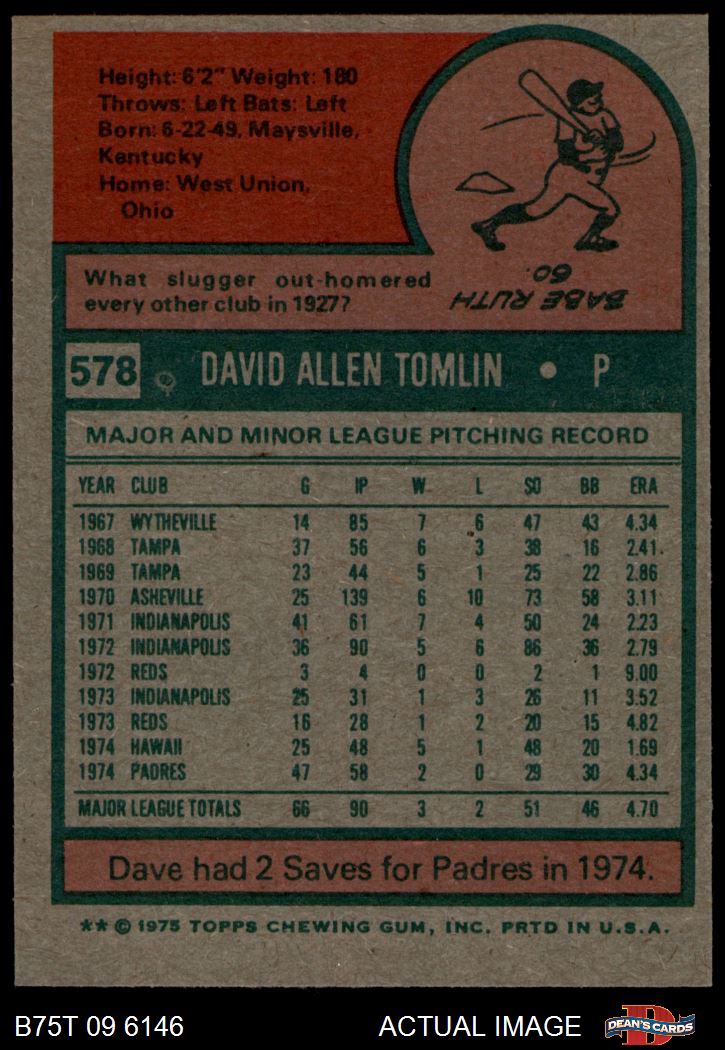 Height: 6'2" Weight: 180
Throws: Left Bats: Left
Born: 6-22-49, Maysville,
Kentucky
Home: West Union,
Ohio
What slugger out-homered
every other club in 1927?
BABE RUTH
60.
578 DAVID ALLEN TOMLIN • P
MAJOR AND MINOR LEAGUE PITCHING RECORD
YEAR CLUB G IP W L SO BB ERA
1967 WYTHEVILLE 14 85 7 6 47 43 4.34
1968 TAMPA 37 56 6 3 38 16 2.41
1969 TAMPA 23 44 5 1 25 22 2.86
1970 ASHEVILLE 25 139 6 10 73 58 3.11
1971 INDIANAPOLIS 41 61 7 4 50 24 2.23
1972 INDIANAPOLIS 36 90 5 6 86 36 2.79
1972 REDS 3 4 0 0 2 1 9.00
1973 INDIANAPOLIS 25 31 1 3 26 11 3.52
1973 REDS 16 28 1 2 20 15 4.82
1974 HAWAII 25 48 5 1 48 20 1.69
1974 PADRES 47 58 2 0 29 30 4.34
MAJOR LEAGUE TOTALS 66 90 3 2 51 46 4.70
Dave had 2 Saves for Padres in 1974.
** © 1975 TOPPS CHEWING GUM, INC. PRTD IN U.S.A.
B75T 09 6146 ACTUAL IMAGE DEAN'S CARDS